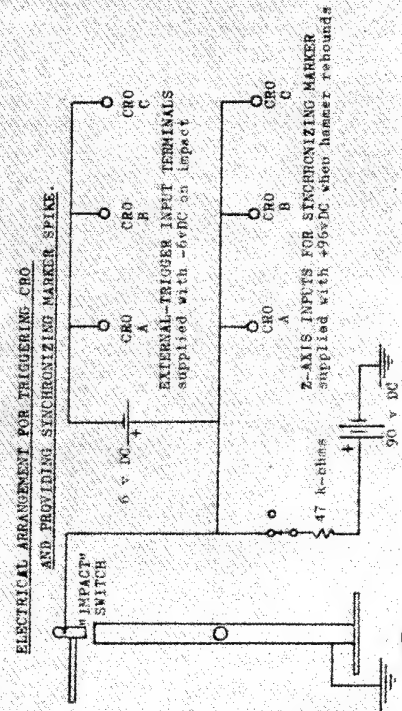 ELECTRICAL ARRANGEMENT FOR TRIGGERING CRO
AND PROVIDING SYNCHRONIZING MARKER SPIKE.
"IMPACT"
SWITCH
6 v DC
+
CRO
A
CRO
B
CRO
C
EXTERNAL-TRIGGER INPUT TERMINALS
supplied with -6vDC on impact
CRO
A
CRO
B
CRO
C
Z-AXIS INPUTS FOR SYNCHRONIZING MARKER
supplied with +96vDC when hammer rebounds
47 k-ohms
+
90 v DC